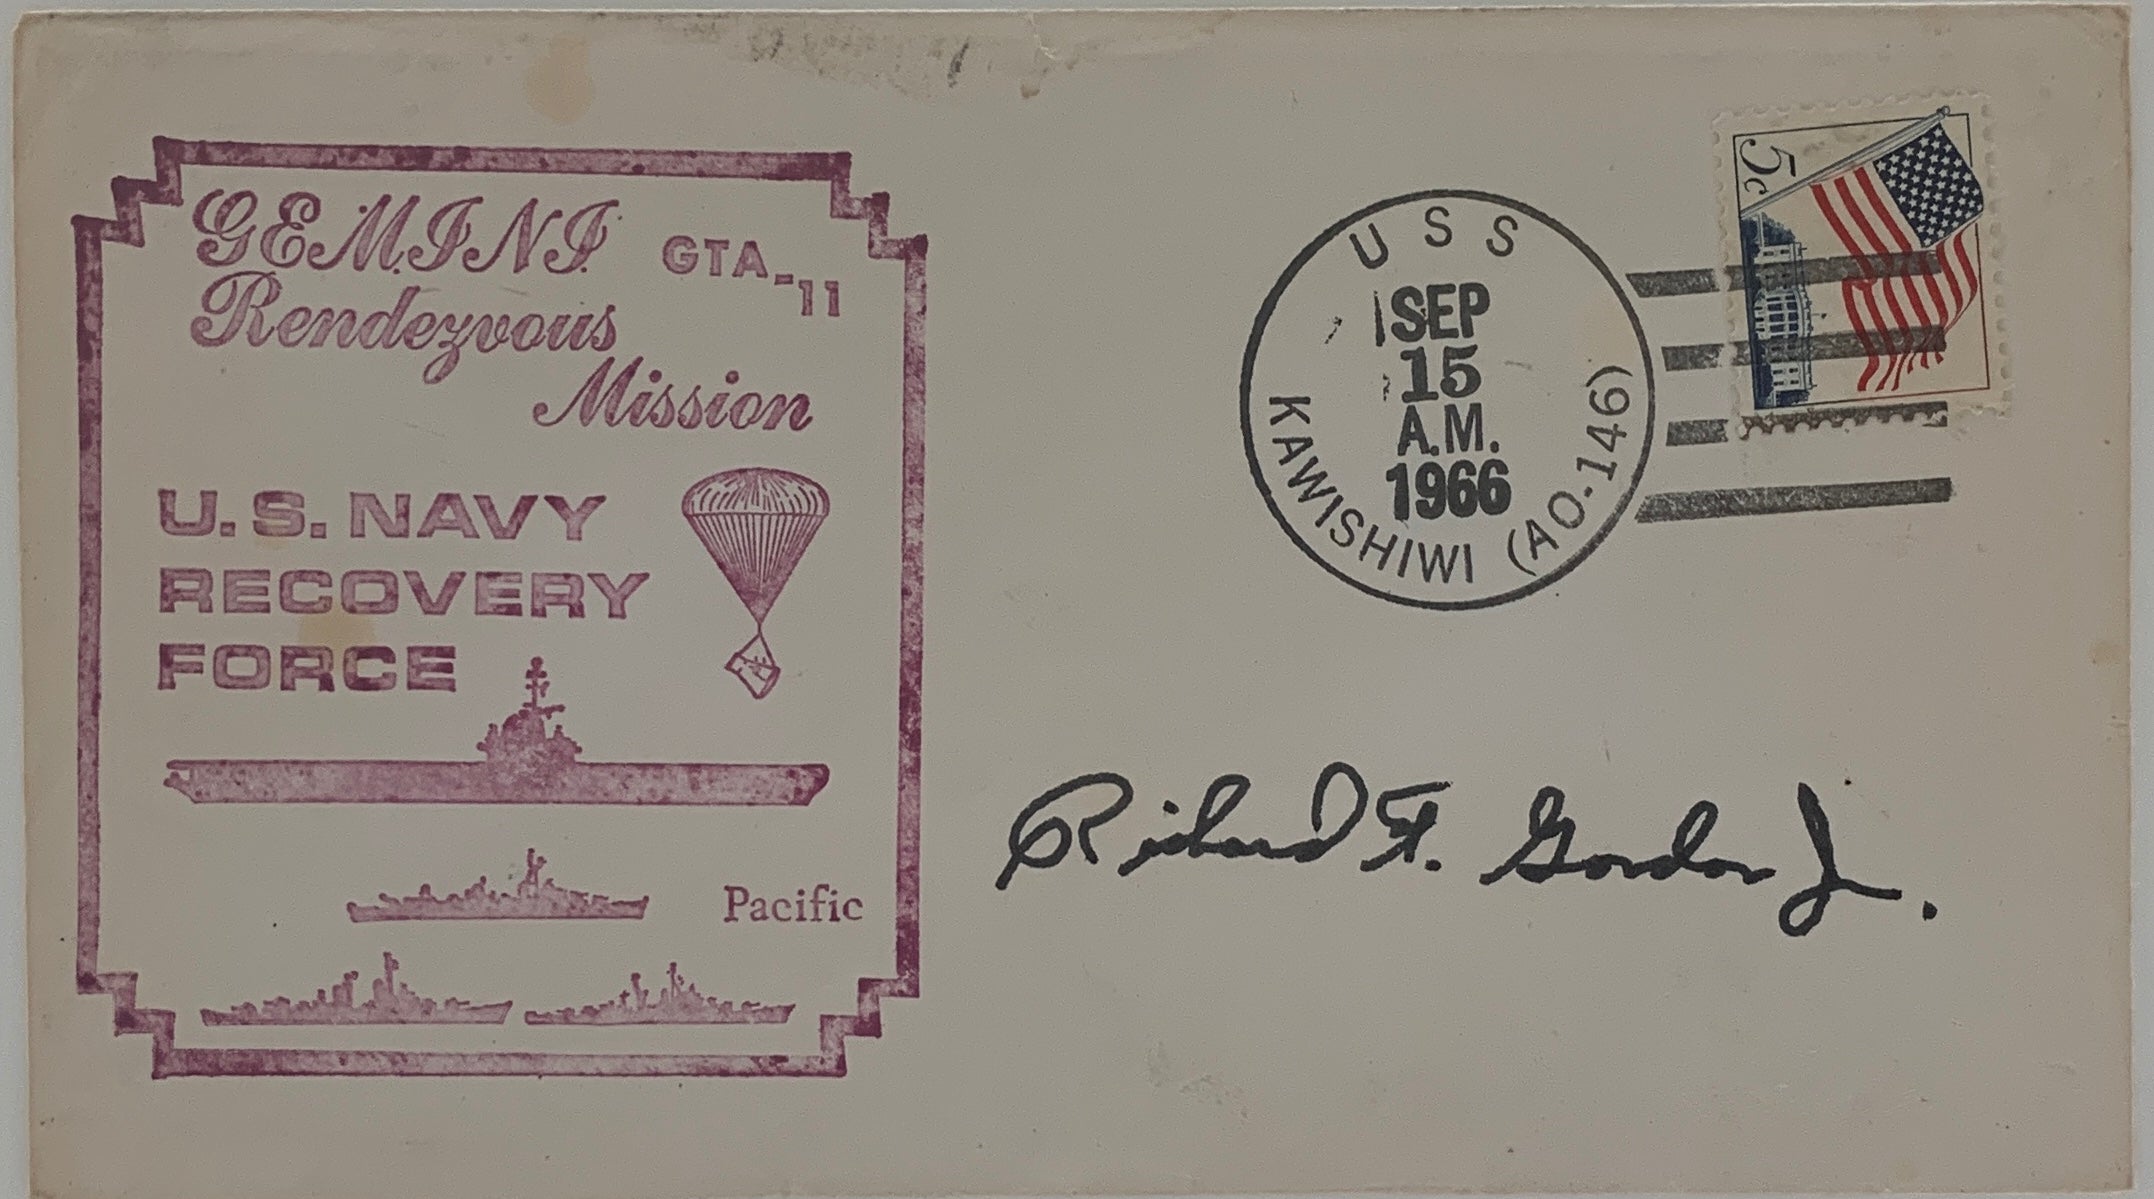 G.E.M.I.N.I. GTA-11
Rendezvous
Mission
U.S. NAVY
RECOVERY
FORCE
Pacific
USS
SEP
15
A.M.
1966
KAWISHIWI (AO-146)
5c
Richard F. Gordon Jr.